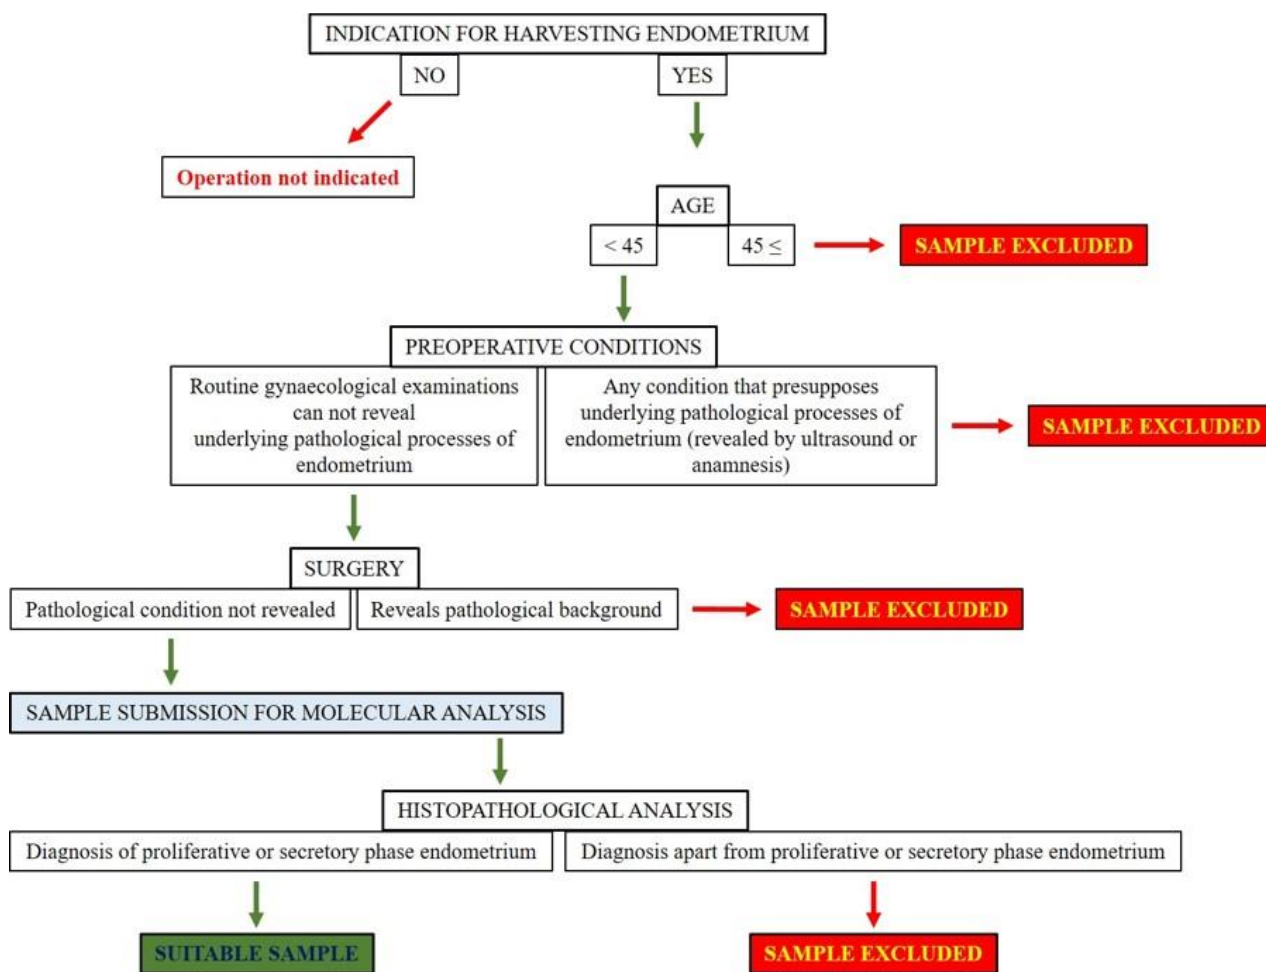 INDICATION FOR HARVESTING ENDOMETRIUM
NO
YES
Operation not indicated
AGE
< 45
45 ≤
SAMPLE EXCLUDED
PREOPERATIVE CONDITIONS
Routine gynaecological examinations
can not reveal
underlying pathological processes of
endometrium
Any condition that presupposes
underlying pathological processes of
endometrium (revealed by ultrasound or
anamnesis)
SAMPLE EXCLUDED
SURGERY
Pathological condition not revealed
Reveals pathological background
SAMPLE EXCLUDED
SAMPLE SUBMISSION FOR MOLECULAR ANALYSIS
HISTOPATHOLOGICAL ANALYSIS
Diagnosis of proliferative or secretory phase endometrium
Diagnosis apart from proliferative or secretory phase endometrium
SUITABLE SAMPLE
SAMPLE EXCLUDED